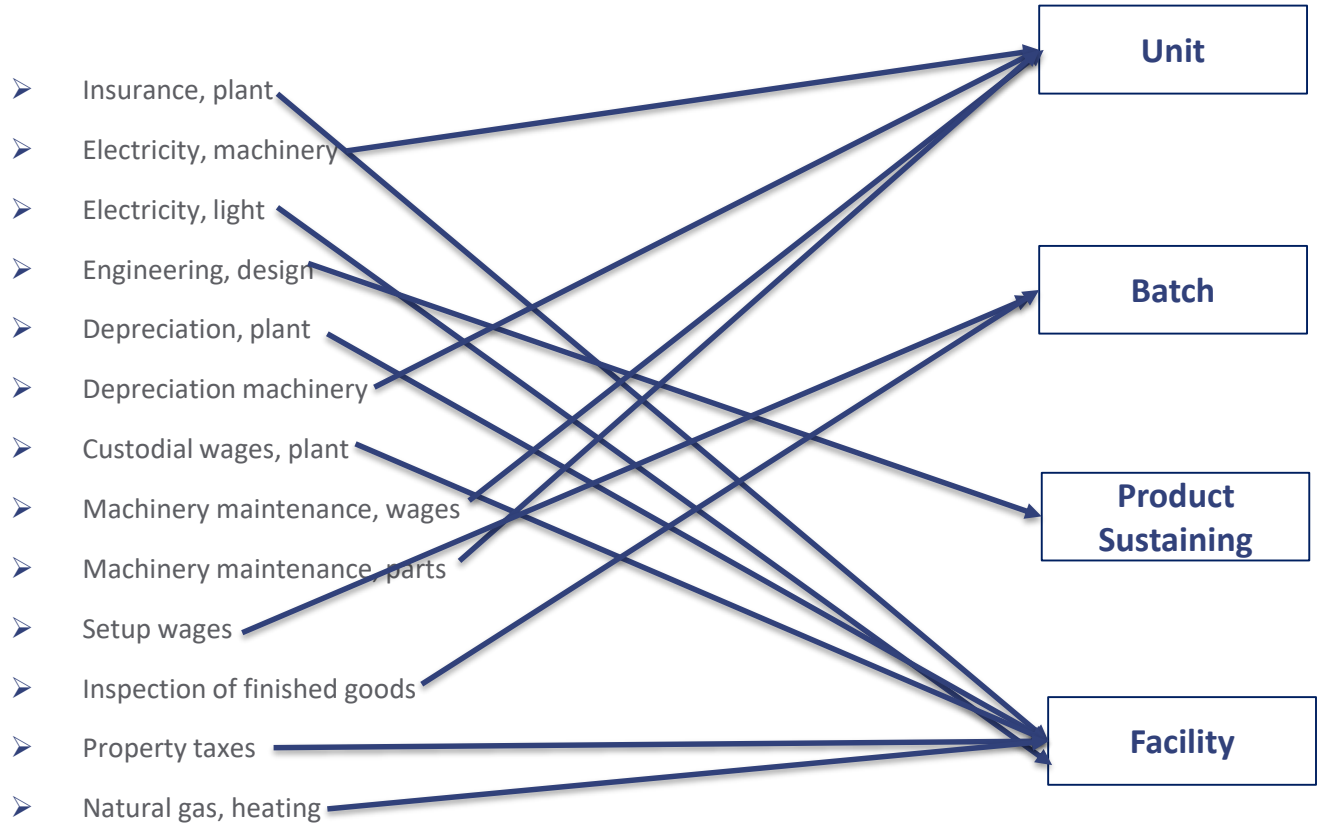 Unit
➢ Insurance, plant
➢ Electricity, machinery
➢ Electricity, light
➢ Engineering, design
Batch
➢ Depreciation, plant
➢ Depreciation machinery
➢ Custodial wages, plant
➢ Machinery maintenance, wages
Product
Sustaining
➢ Machinery maintenance, parts
➢ Setup wages
➢ Inspection of finished goods
➢ Property taxes
Facility
➢ Natural gas, heating